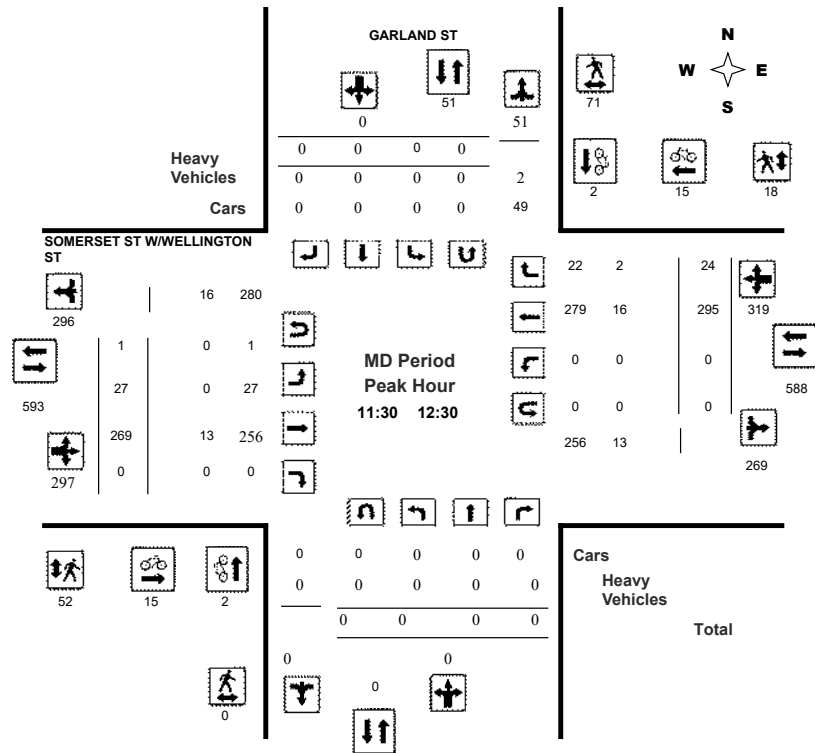 GARLAND ST
N
W E
S
51
71
0 51
0 0 0 0
Heavy
Vehicles
0 0 0 0 2
Cars
0 0 0 0 49
2 15 18
SOMERSET ST W/WELLINGTON
ST
296
16 280
22 2 24
319
279 16 295
593
1 0 1
588
27 0 27
0 0 0
269 13 256
0 0 0
297
0 0 0
256 13
269
MD Period
Peak Hour
11:30 12:30
52 15 2
0 0 0 0 0
Cars
0 0 0 0 0
Heavy
Vehicles
0 0 0 0
Total
0 0
0
0